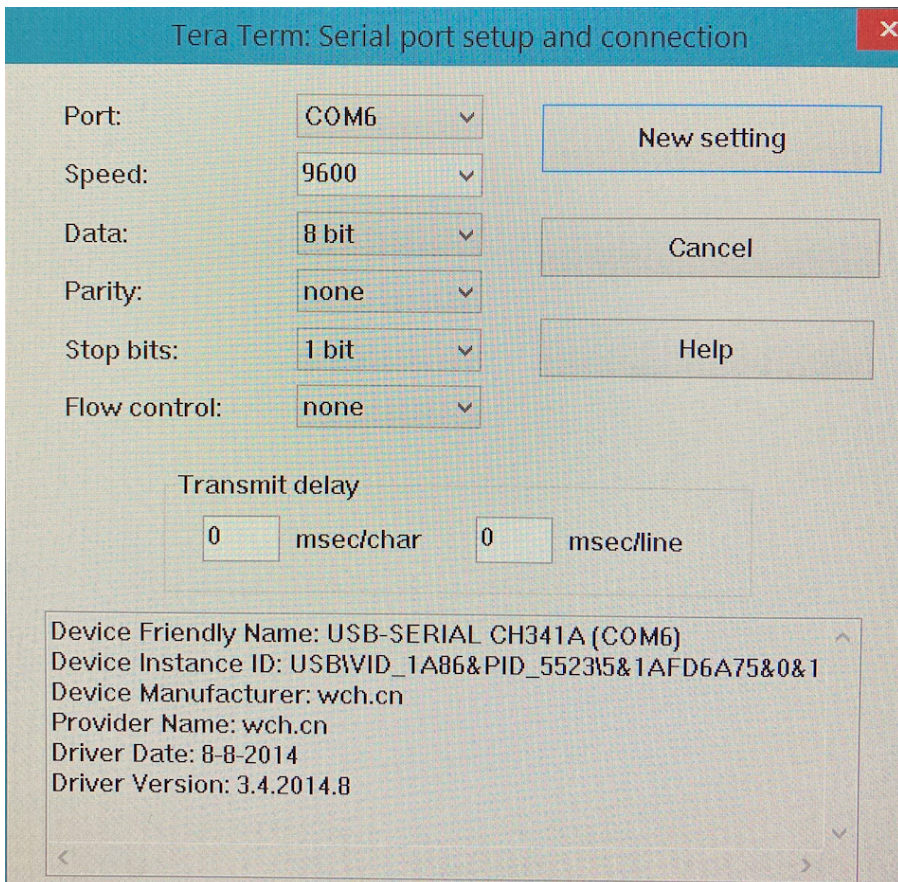 Tera Term: Serial port setup and connection
Port: COM6
New setting
Speed: 9600
Data: 8 bit
Cancel
Parity: none
Stop bits: 1 bit
Help
Flow control: none
Transmit delay
0 msec/char 0 msec/line
Device Friendly Name: USB-SERIAL CH341A (COM6)
Device Instance ID: USB\VID_1A86&PID_5523\5&1AFD6A75&0&1
Device Manufacturer: wch.cn
Provider Name: wch.cn
Driver Date: 8-8-2014
Driver Version: 3.4.2014.8